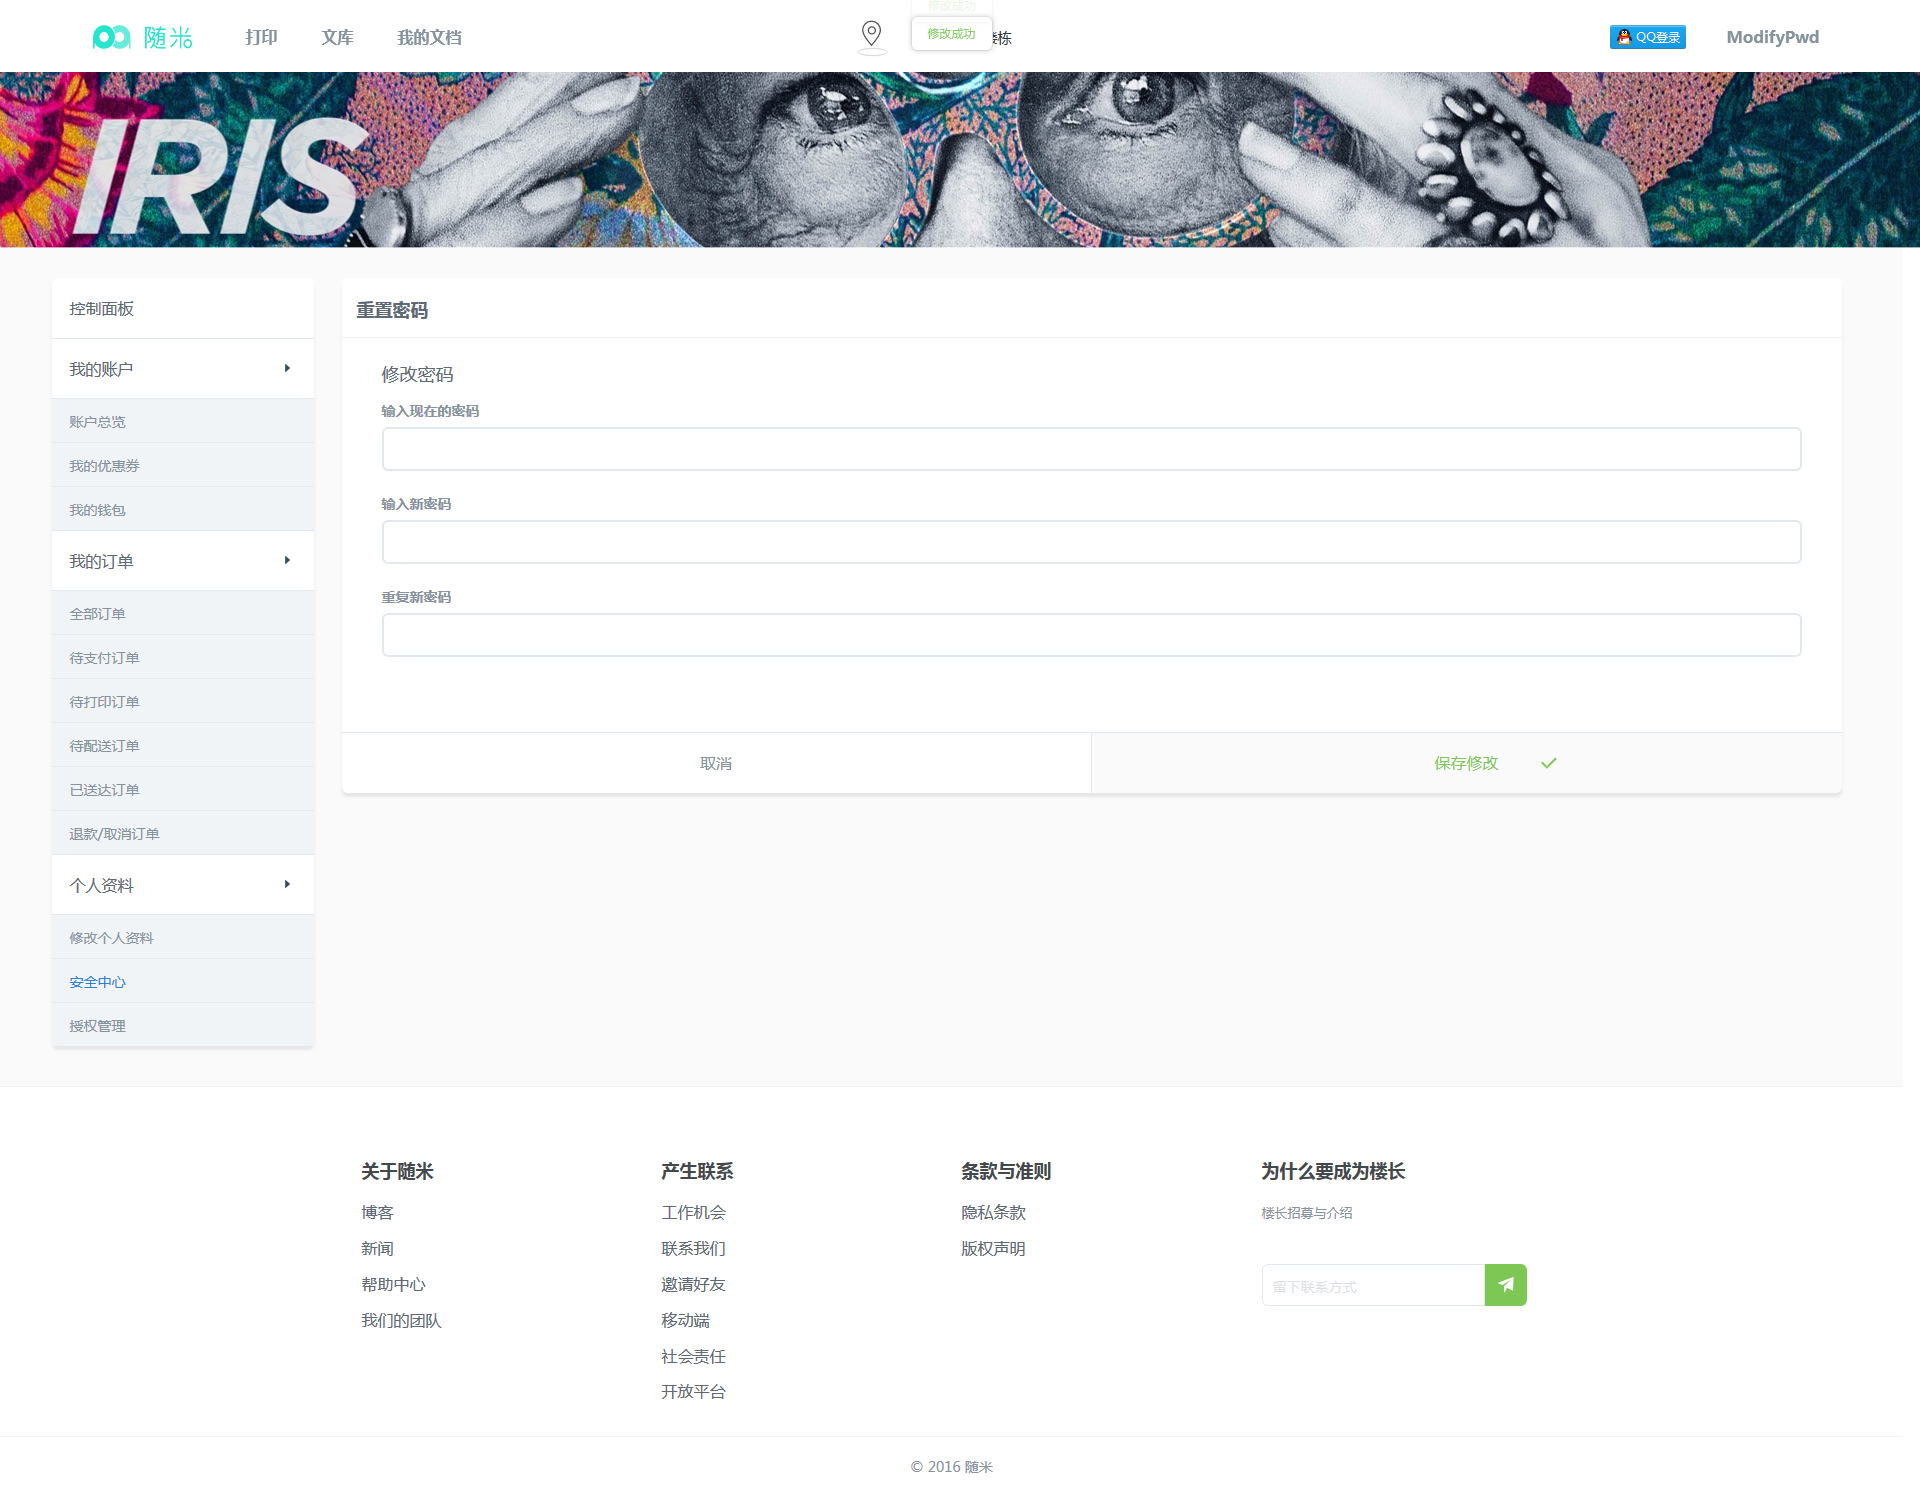 随米
打印
文库
我的文档
修改成功
修改成功
楼栋
QQ登录
ModifyPwd
IRIS
控制面板
我的账户
账户总览
我的优惠券
我的钱包
我的订单
全部订单
待支付订单
待打印订单
待配送订单
已送达订单
退款/取消订单
个人资料
修改个人资料
安全中心
授权管理
重置密码
修改密码
输入现在的密码
输入新密码
重复新密码
取消
保存修改
关于随米
博客
新闻
帮助中心
我们的团队
产生联系
工作机会
联系我们
邀请好友
移动端
社会责任
开放平台
条款与准则
隐私条款
版权声明
为什么要成为楼长
楼长招募与介绍
留下联系方式
© 2016 随米